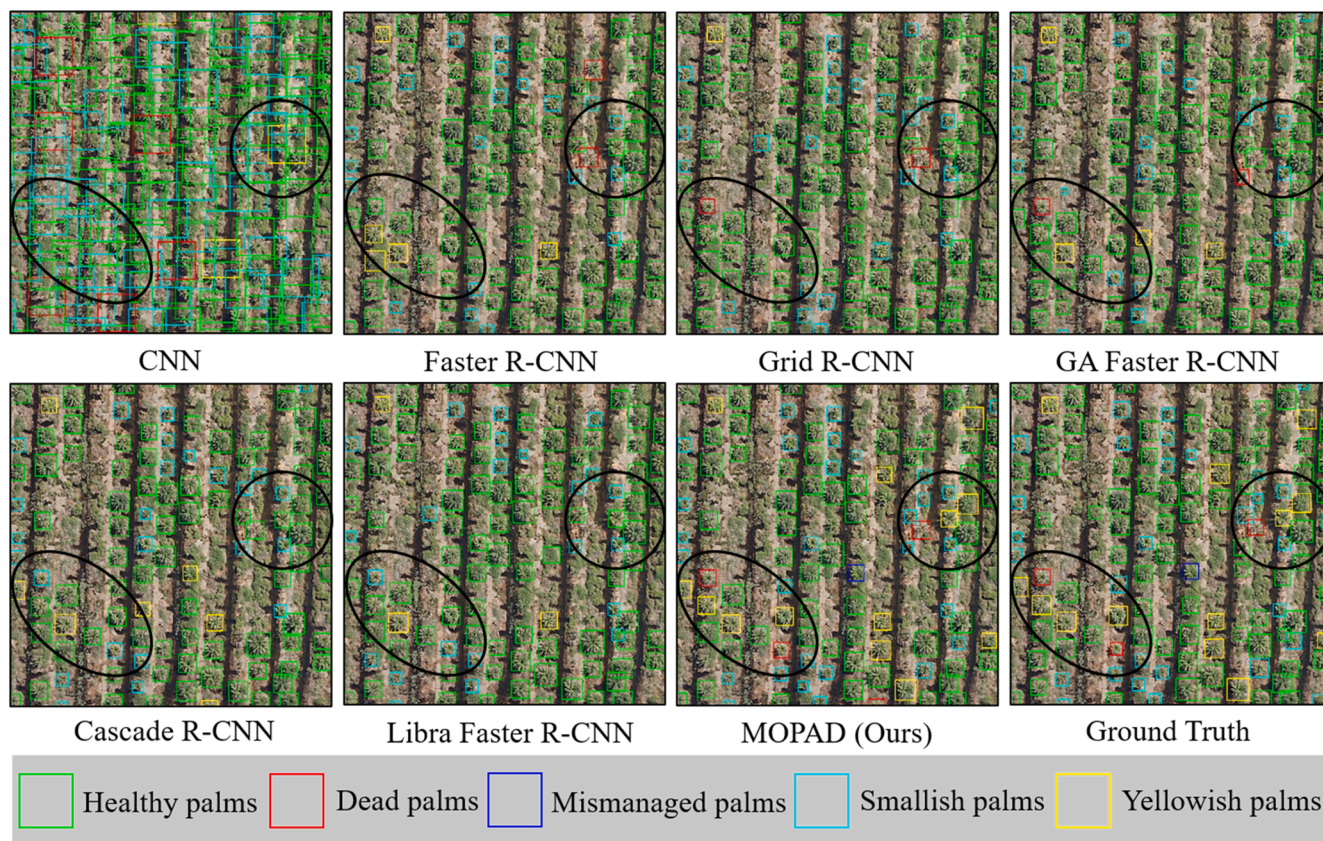 CNN
Faster R-CNN
Grid R-CNN
GA Faster R-CNN
Cascade R-CNN
Libra Faster R-CNN
MOPAD (Ours)
Ground Truth
Healthy palms
Dead palms
Mismanaged palms
Smallish palms
Yellowish palms